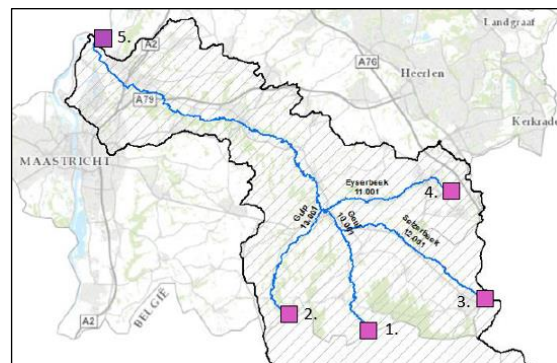 5.
A2
Landgraaf
A76
Heerlen
A79
Kerkrade
MAASTRICHT
Eyserbeek
11.001
4.
Gulp
13.001
Geul
10.001
Selzerbeek
12.001
3.
2.
1.
A2
BELGIË